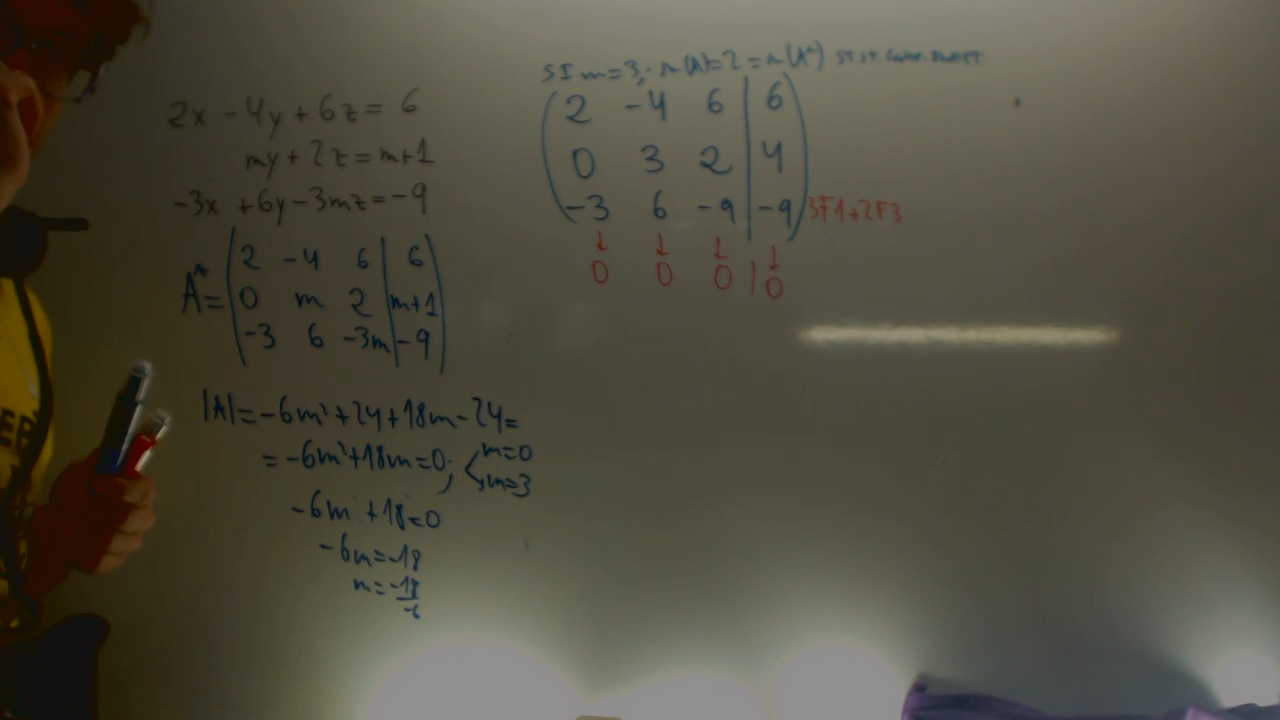 2x - 4y + 6z = 6
my + 2z = m+1
-3x + 6y - 3mz = -9
A* = ( 2 -4 6 | 6
0 m 2 | m+1
-3 6 -3m | -9 )
|A| = -6m² + 24 + 18m - 24 =
= -6m² + 18m = 0; < m=0
m=3
-6m + 18 = 0
-6m = -18
m = -18/-6
SI m=3; r(A)=2=r(A*)
( 2 -4 6 | 6
0 3 2 | 4
-3 6 -9 | -9 ) 3F1+2F3
↓ ↓ ↓ ↓
0 0 0 | 0